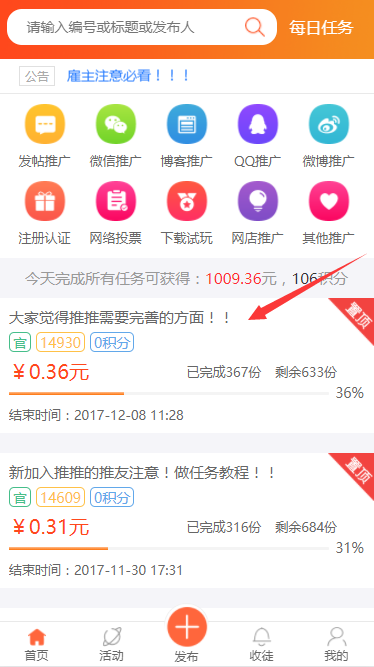 请输入编号或标题或发布人
每日任务
公告 雇主注意必看！！！
发帖推广 微信推广 博客推广 QQ推广 微博推广
注册认证 网络投票 下载试玩 网店推广 其他推广
今天完成所有任务可获得：1009.36元，106积分
大家觉得推推需要完善的方面！！
置顶
官 14930 0积分
￥0.36元 已完成367份 剩余633份
36%
结束时间：2017-12-08 11:28
新加入推推的推友注意！做任务教程！！
置顶
官 14609 0积分
￥0.31元 已完成316份 剩余684份
31%
结束时间：2017-11-30 17:31
首页 活动 发布 收徒 我的